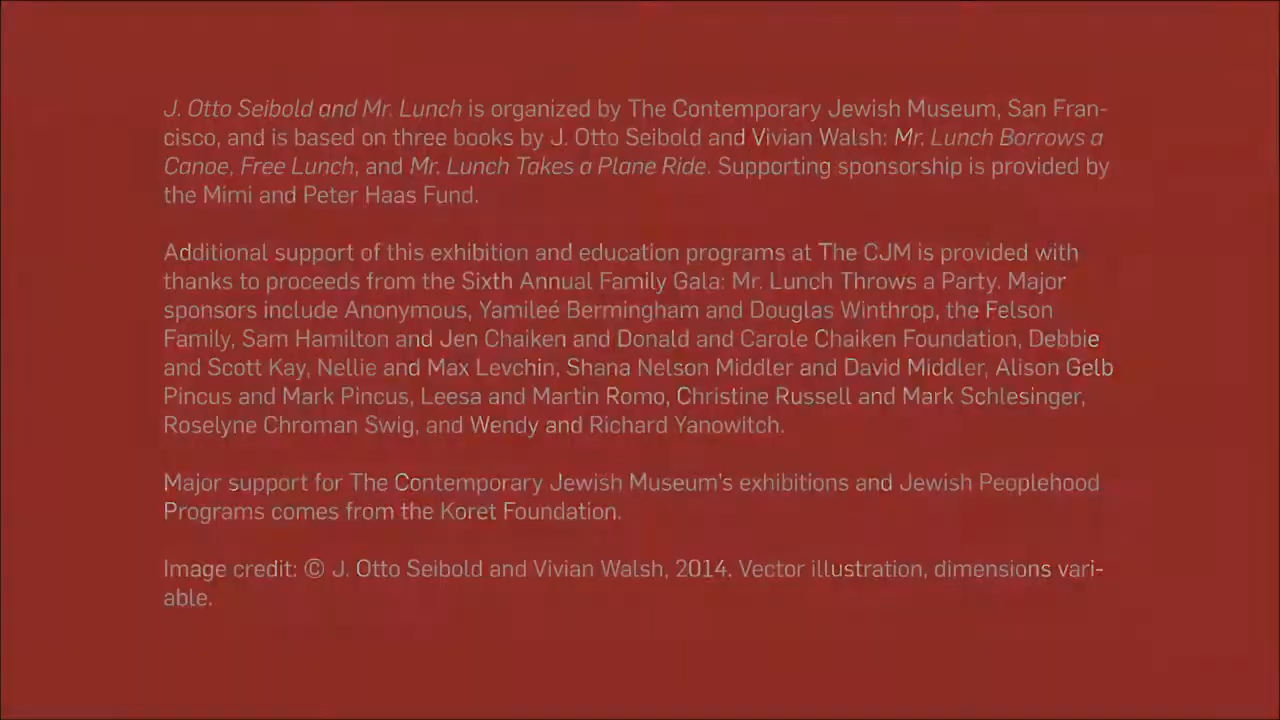 J. Otto Seibold and Mr. Lunch is organized by The Contemporary Jewish Museum, San Fran-
cisco, and is based on three books by J. Otto Seibold and Vivian Walsh: Mr. Lunch Borrows a
Canoe, Free Lunch, and Mr. Lunch Takes a Plane Ride. Supporting sponsorship is provided by
the Mimi and Peter Haas Fund.
Additional support of this exhibition and education programs at The CJM is provided with
thanks to proceeds from the Sixth Annual Family Gala: Mr. Lunch Throws a Party. Major
sponsors include Anonymous, Yamileé Bermingham and Douglas Winthrop, the Felson
Family, Sam Hamilton and Jen Chaiken and Donald and Carole Chaiken Foundation, Debbie
and Scott Kay, Nellie and Max Levchin, Shana Nelson Middler and David Middler, Alison Gelb
Pincus and Mark Pincus, Leesa and Martin Romo, Christine Russell and Mark Schlesinger,
Roselyne Chroman Swig, and Wendy and Richard Yanowitch.
Major support for The Contemporary Jewish Museum's exhibitions and Jewish Peoplehood
Programs comes from the Koret Foundation.
Image credit: © J. Otto Seibold and Vivian Walsh, 2014. Vector illustration, dimensions vari-
able.